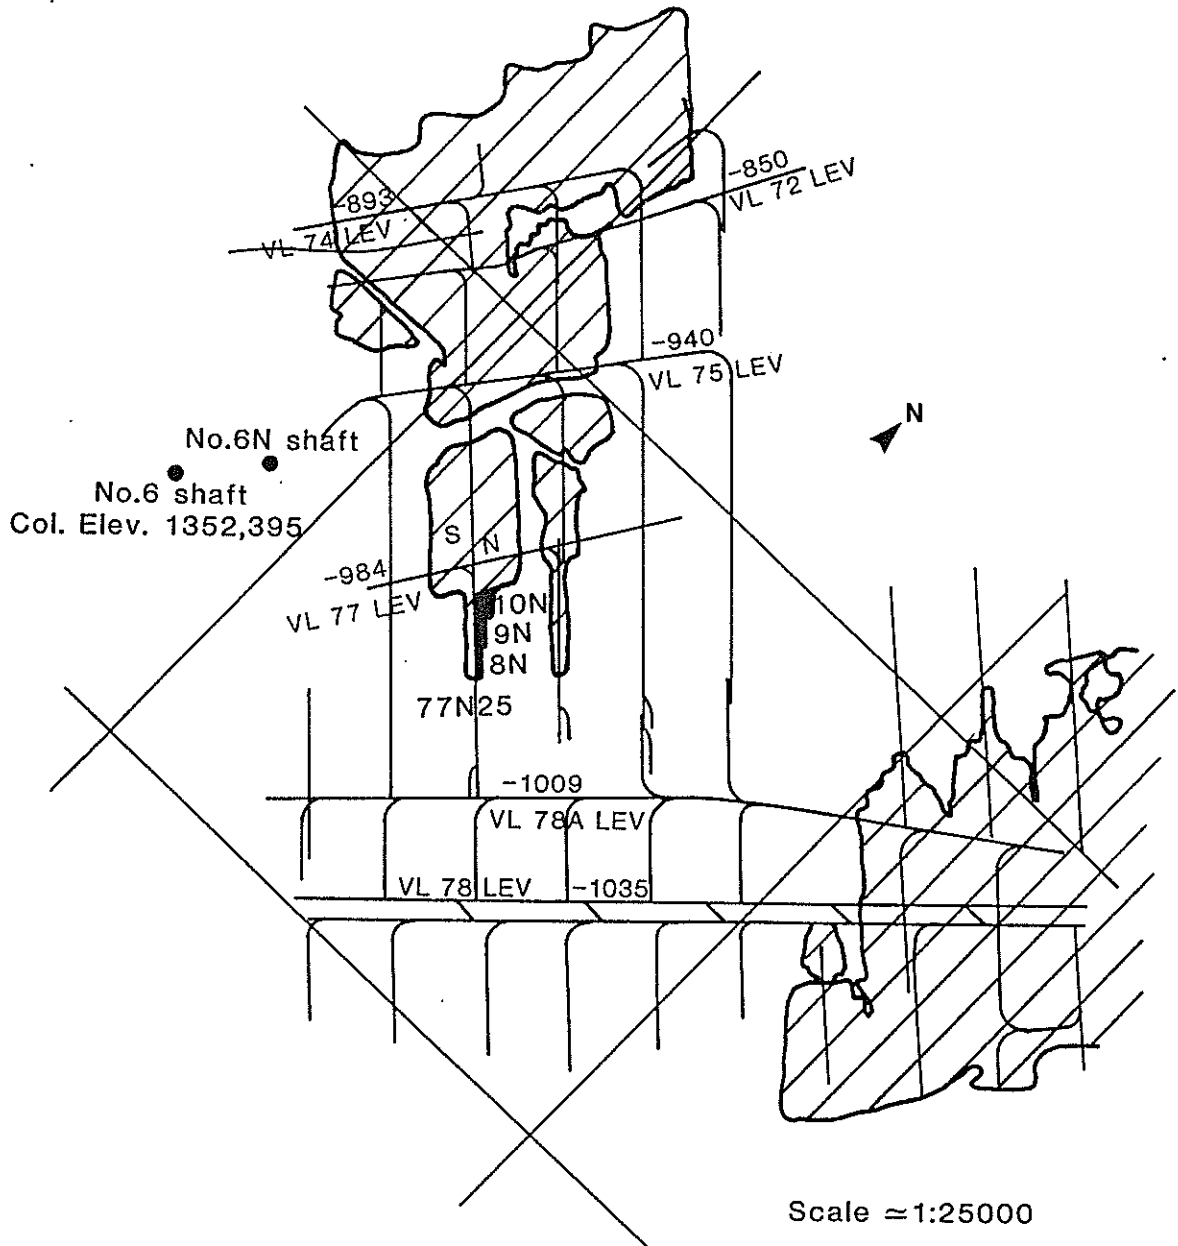 -850
VL 72 LEV
-893
VL 74 LEV
-940
VL 75 LEV
N
No.6N shaft
No.6 shaft
Col. Elev. 1352,395
S
N
-984
VL 77 LEV
10N
9N
8N
77N25
-1009
VL 78A LEV
VL 78 LEV
-1035
Scale ≃1:25000